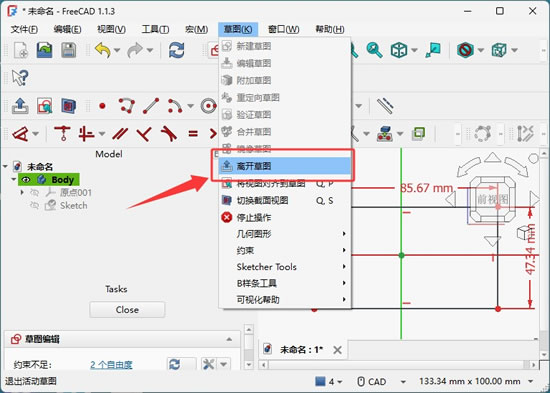 * 未命名 - FreeCAD 1.1.3
文件(F) 编辑(E) 视图(V) 工具(T) 宏(M) 草图(K) 窗口(W) 帮助(H)
新建草图
编辑草图
附加草图
重定向草图
验证草图
合并草图
镜像草图
离开草图
将视图对齐到草图 Q, P
切换截面视图 Q, S
停止操作
几何图形
约束
Sketcher Tools
B样条工具
可视化帮助
Model
未命名
Body
原点001
Sketch
Tasks
Close
草图编辑
约束不足: 2 个自由度
85.67 mm
前视图
47.34 mm
未命名 : 1*
退出活动草图
4 CAD 133.34 mm x 100.00 mm